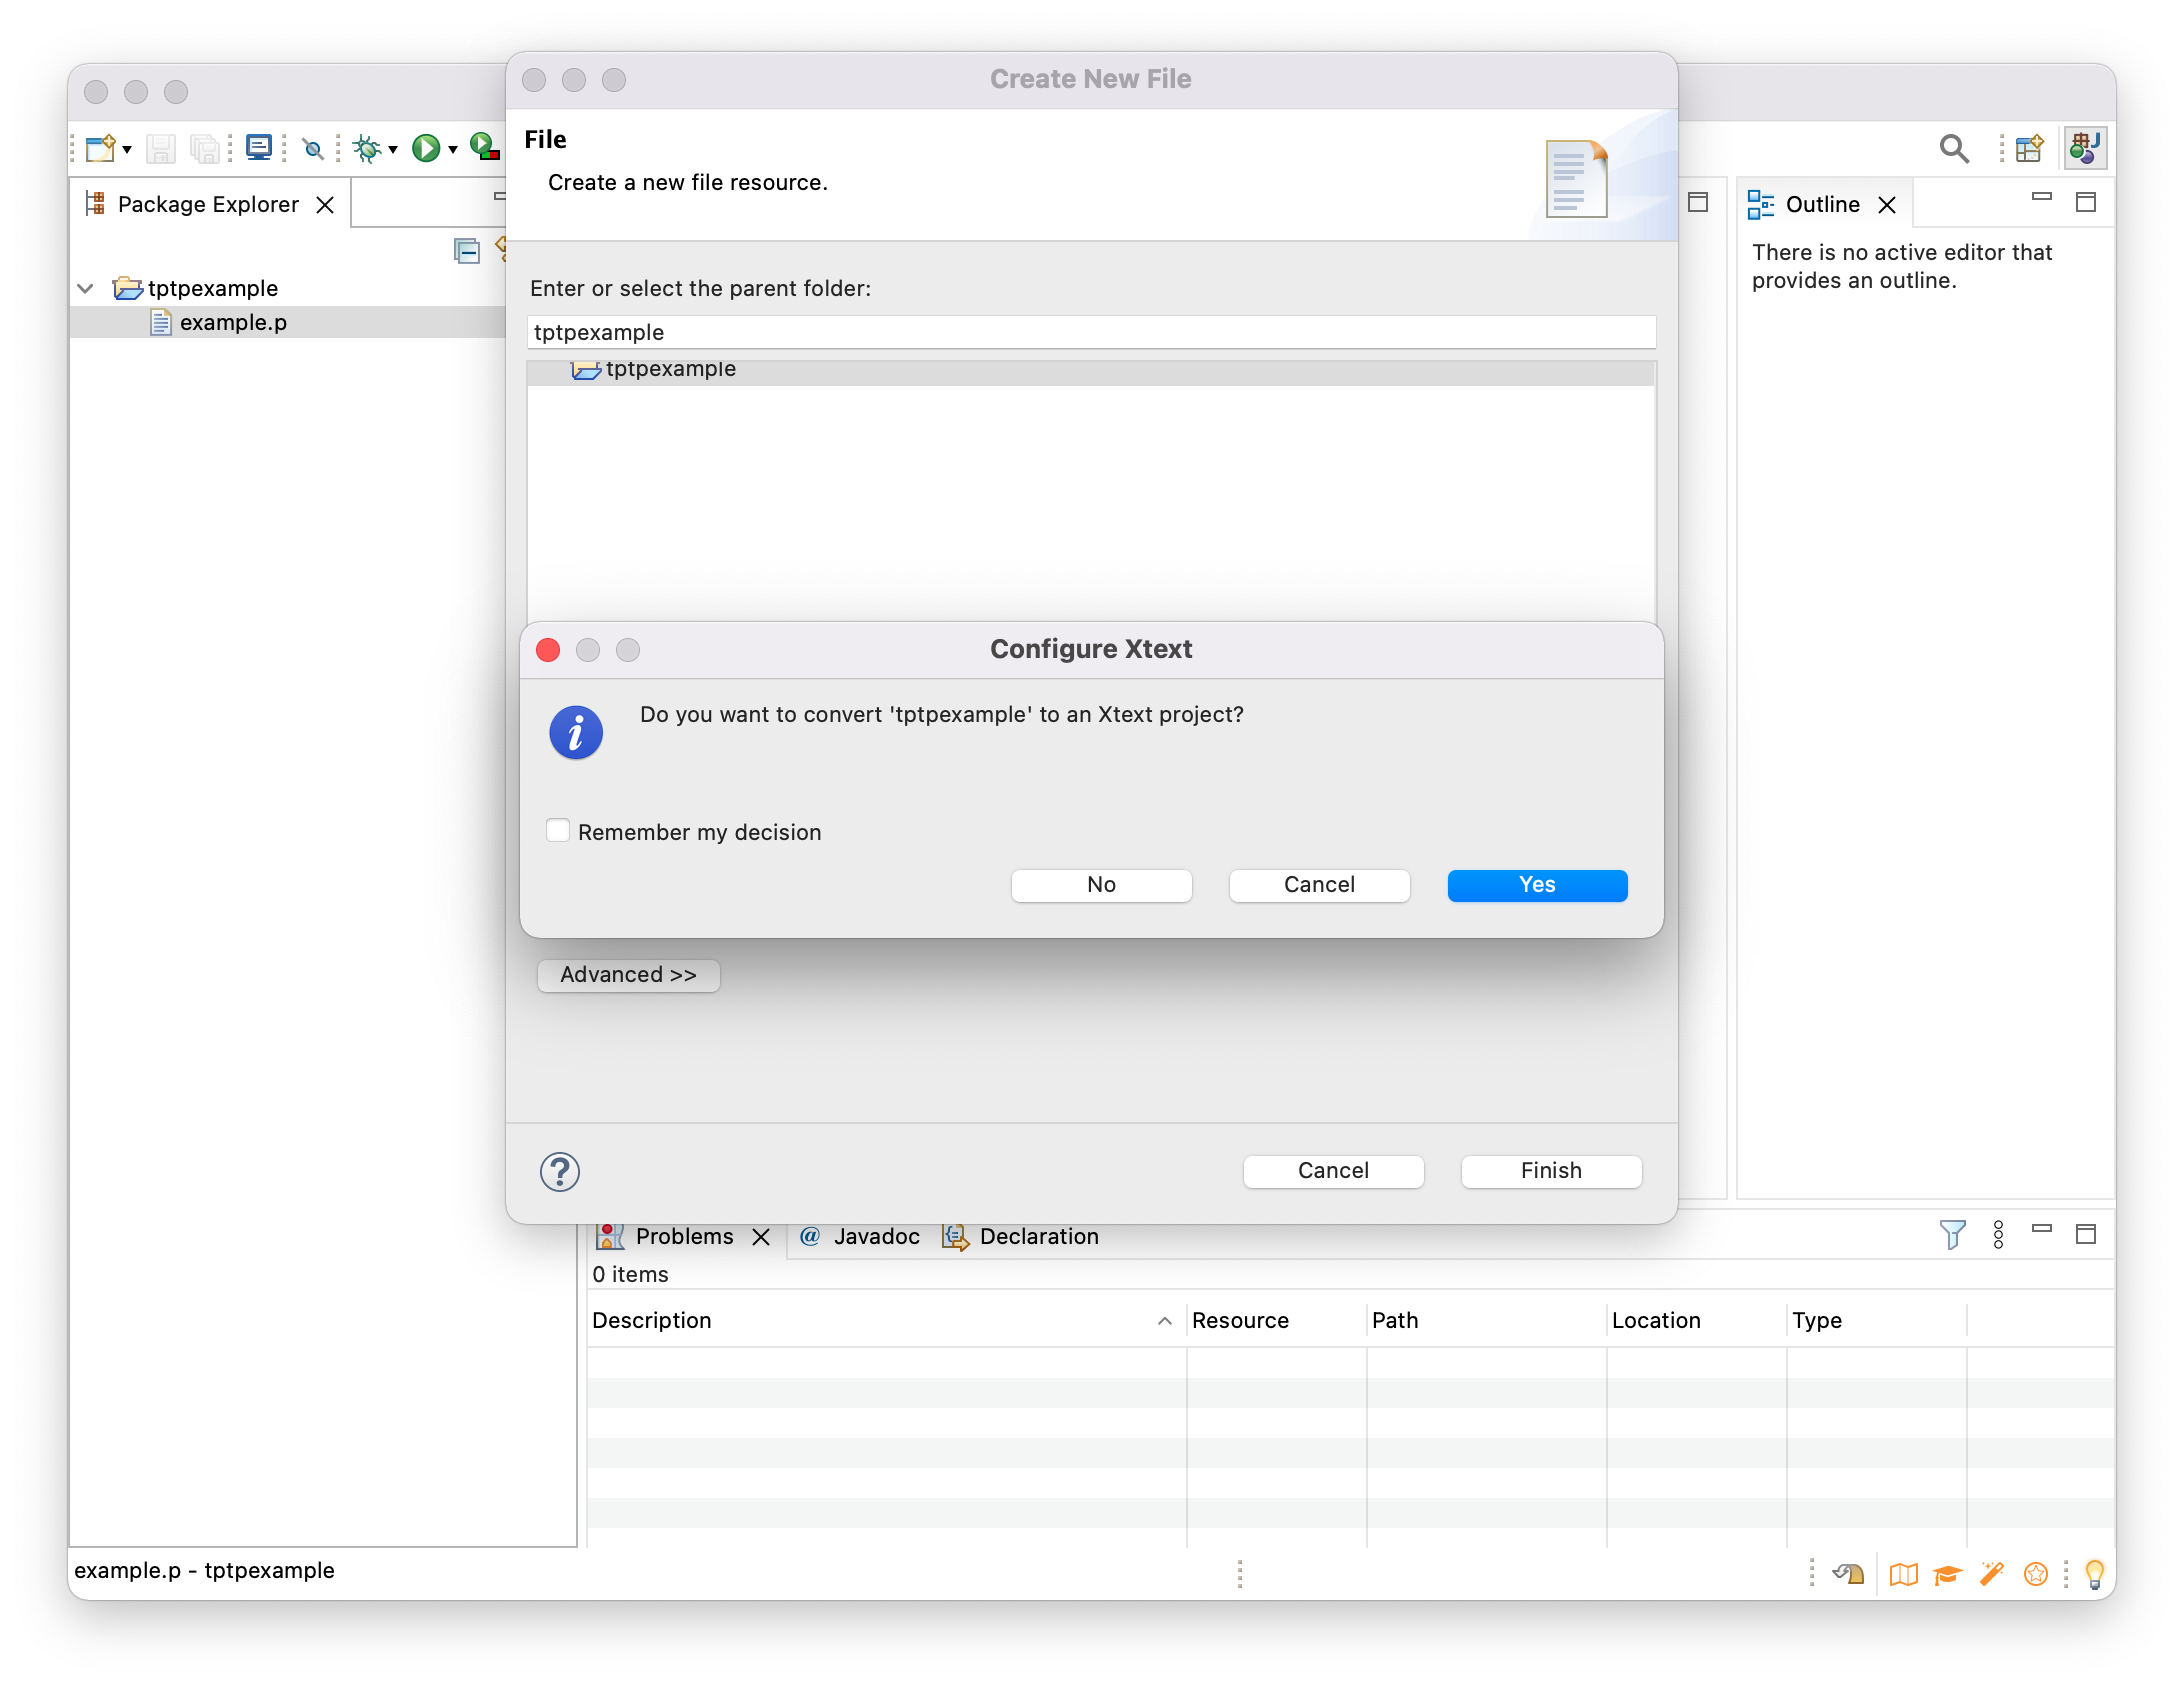 Create New File
File
Create a new file resource.
Package Explorer
Outline
There is no active editor that
provides an outline.
tptpexample
example.p
Enter or select the parent folder:
tptpexample
tptpexample
Configure Xtext
Do you want to convert 'tptpexample' to an Xtext project?
Remember my decision
No
Cancel
Yes
Advanced >>
Cancel
Finish
Problems
@ Javadoc
Declaration
0 items
Description
Resource
Path
Location
Type
example.p - tptpexample